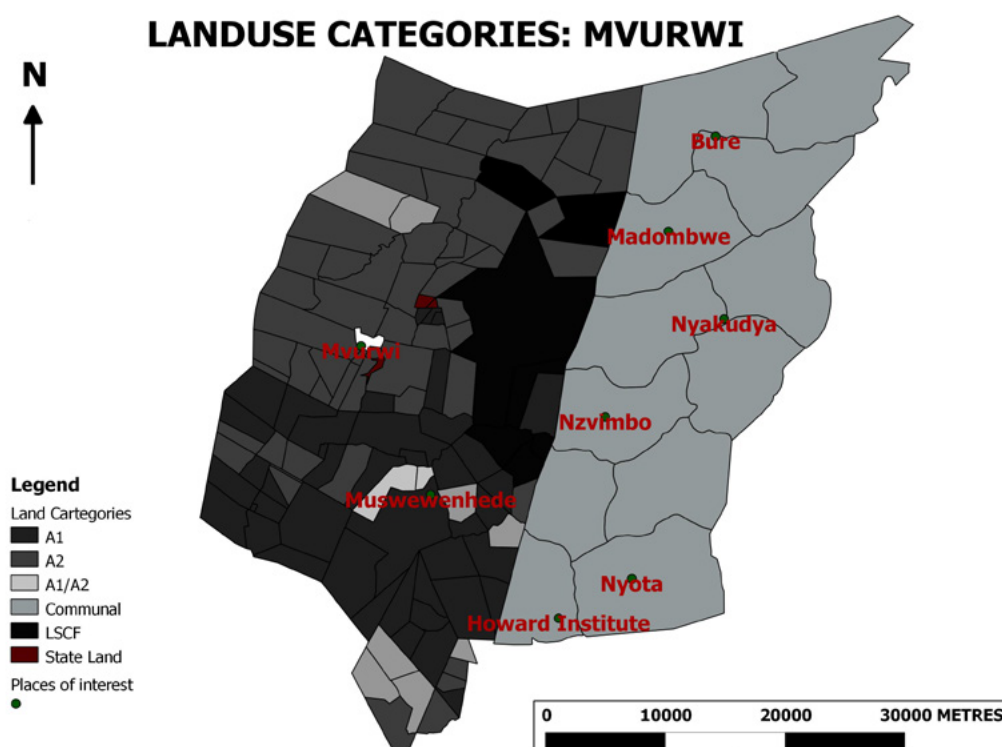 LANDUSE CATEGORIES: MVURWI
N
Bure
Madombwe
Nyakudya
Mvurwi
Nzvimbo
Muswewenhede
Nyota
Howard Institute
Legend
Land Cartegories
A1
A2
A1/A2
Communal
LSCF
State Land
Places of interest
0 10000 20000 30000 METRES